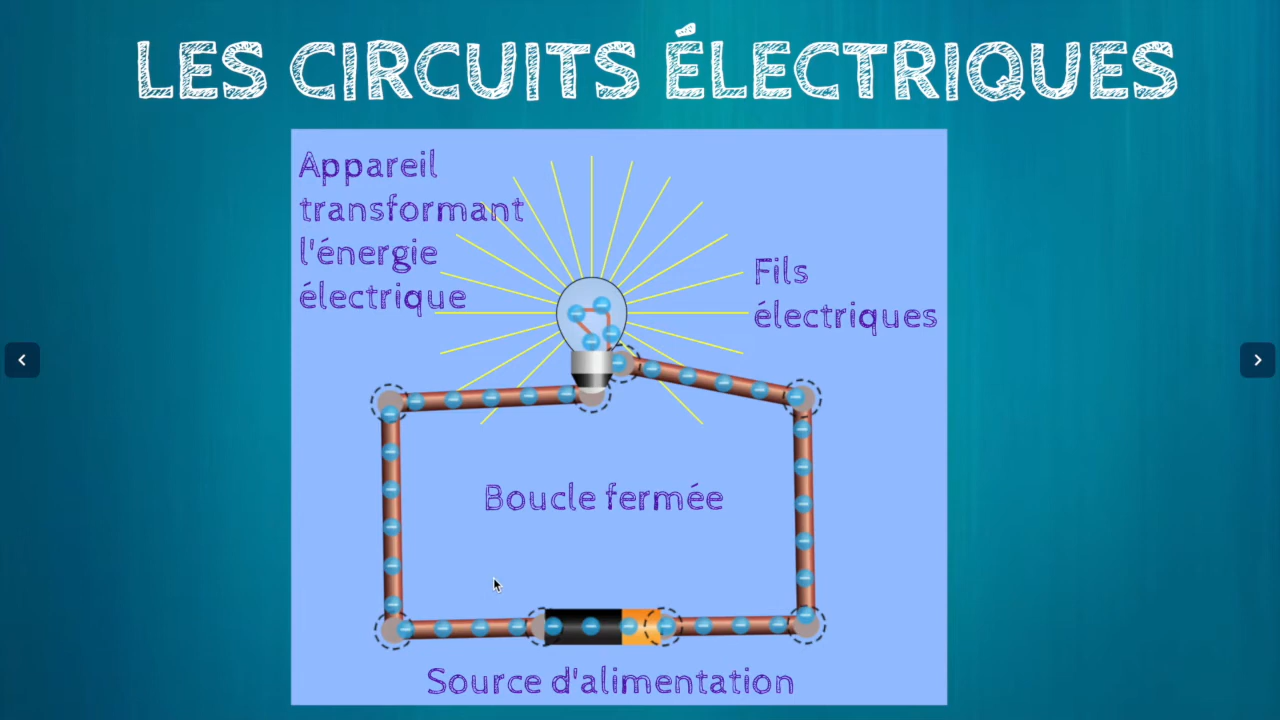 LES CIRCUITS ÉLECTRIQUES
Appareil
transformant
l'énergie
électrique
Fils
électriques
Boucle fermée
Source d'alimentation